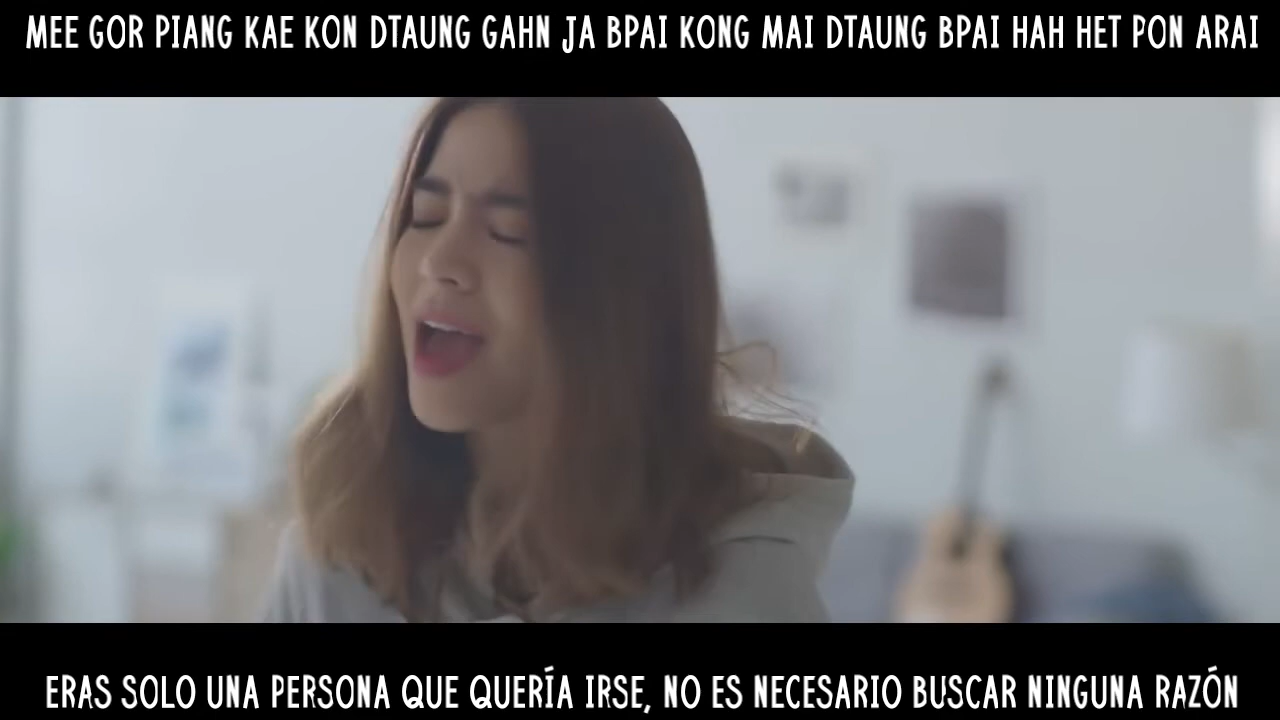 MEE GOR PIANG KAE KON DTAUNG GAHN JA BPAI KONG MAI DTAUNG BPAI HAH HET PON ARAI
ERAS SOLO UNA PERSONA QUE QUERÍA IRSE, NO ES NECESARIO BUSCAR NINGUNA RAZÓN